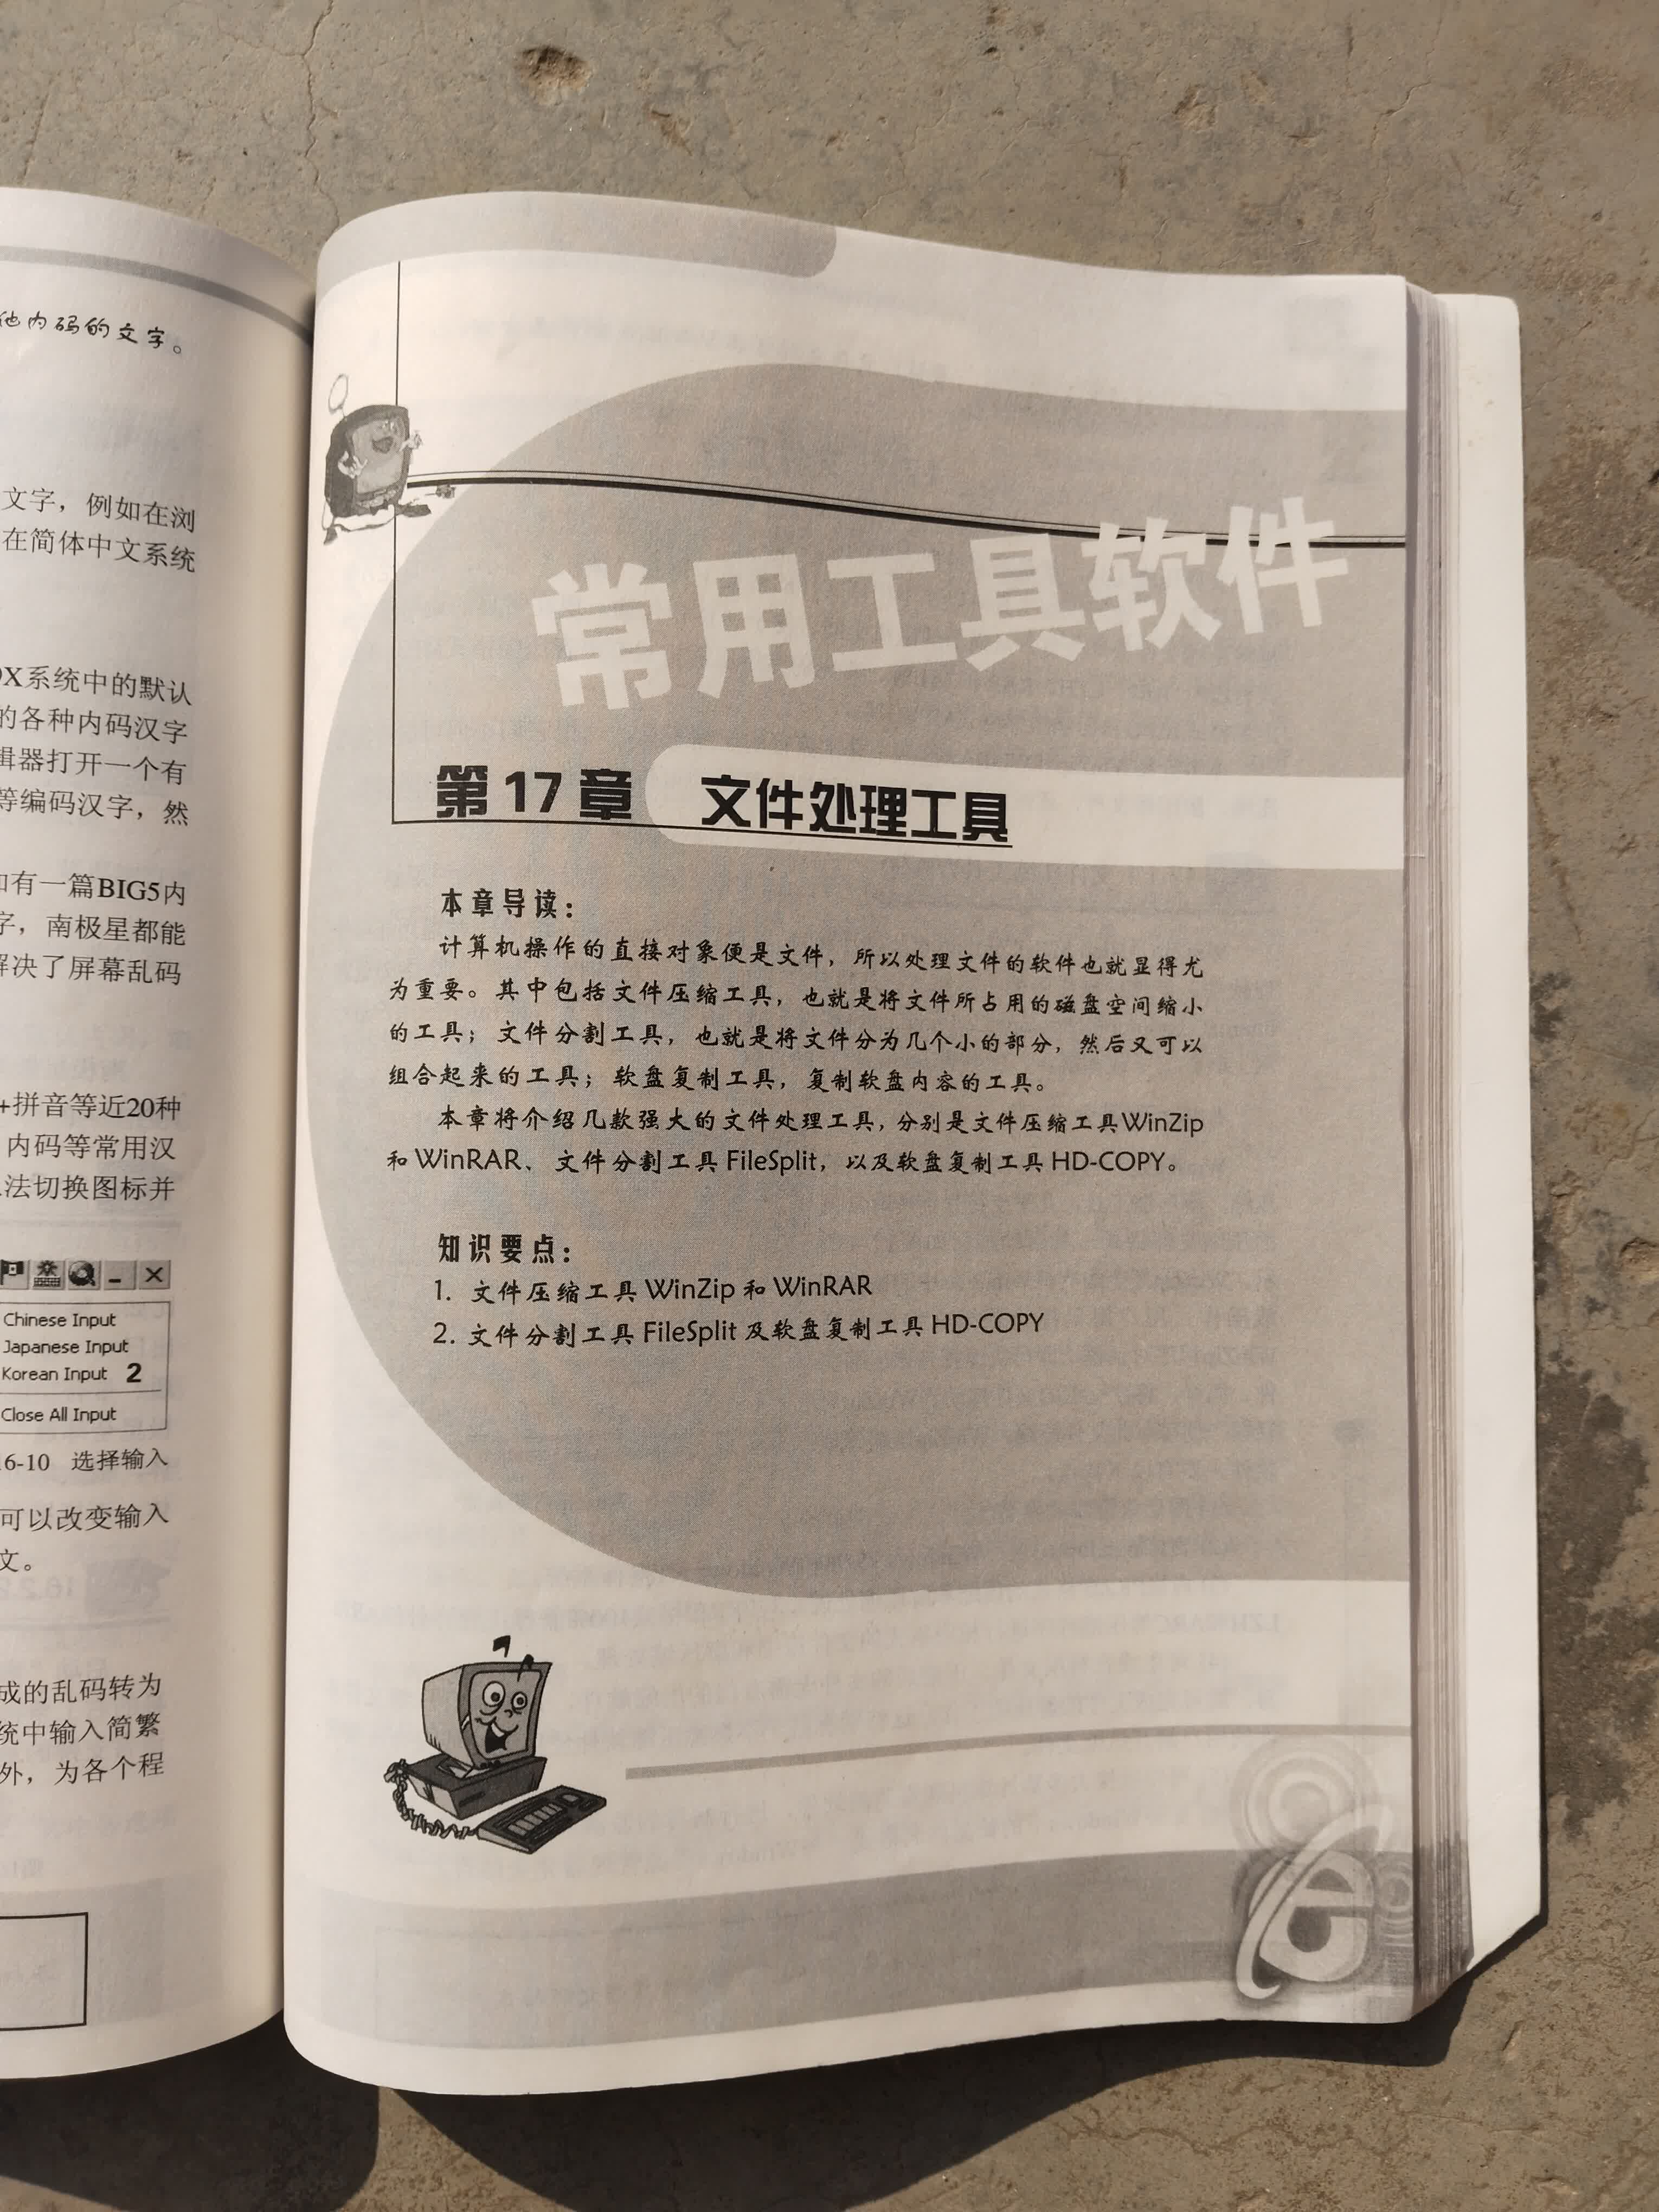 他内码的文字。
文字，例如在浏
在简体中文系统
X系统中的默认
的各种内码汉字
辑器打开一个有
等编码汉字，然
有一篇BIG5内
字，南极星都能
解决了屏幕乱码
+拼音等近20种
内码等常用汉
法切换图标并
Chinese Input
Japanese Input
Korean Input 2
Close All Input
6-10 选择输入
可以改变输入
文。
成的乱码转为
统中输入简繁
外，为各个程
常用工具软件
第17章 文件处理工具
本章导读：
计算机操作的直接对象便是文件，所以处理文件的软件也就显得尤
为重要。其中包括文件压缩工具，也就是将文件所占用的磁盘空间缩小
的工具；文件分割工具，也就是将文件分为几个小的部分，然后又可以
组合起来的工具；软盘复制工具，复制软盘内容的工具。
本章将介绍几款强大的文件处理工具，分别是文件压缩工具WinZip
和WinRAR、文件分割工具FileSplit，以及软盘复制工具HD-COPY。
知识要点：
1. 文件压缩工具WinZip和WinRAR
2. 文件分割工具FileSplit及软盘复制工具HD-COPY